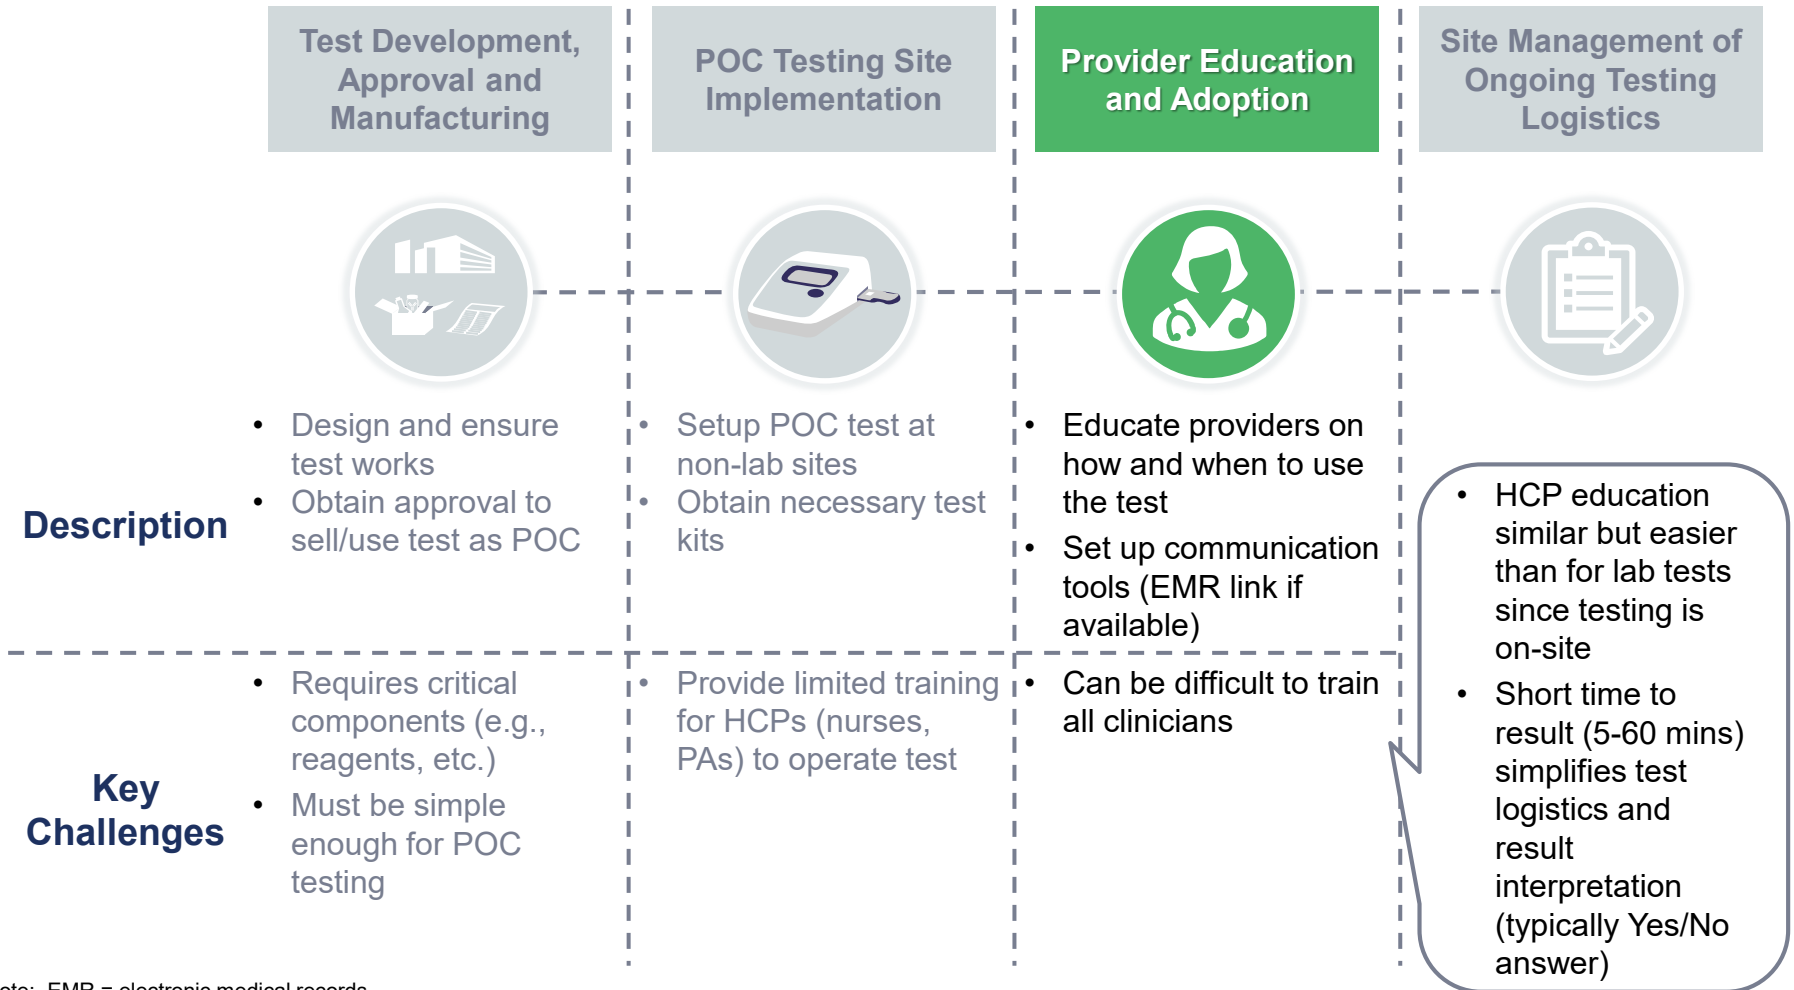 Test Development,
Approval and
Manufacturing
POC Testing Site
Implementation
Provider Education
and Adoption
Site Management of
Ongoing Testing
Logistics
Description
• Design and ensure
test works
• Obtain approval to
sell/use test as POC
• Setup POC test at
non-lab sites
• Obtain necessary test
kits
• Educate providers on
how and when to use
the test
• Set up communication
tools (EMR link if
available)
Key
Challenges
• Requires critical
components (e.g.,
reagents, etc.)
• Must be simple
enough for POC
testing
• Provide limited training
for HCPs (nurses,
PAs) to operate test
• Can be difficult to train
all clinicians
• HCP education
similar but easier
than for lab tests
since testing is
on-site
• Short time to
result (5-60 mins)
simplifies test
logistics and
result
interpretation
(typically Yes/No
answer)
ote: EMR = electronic medical records